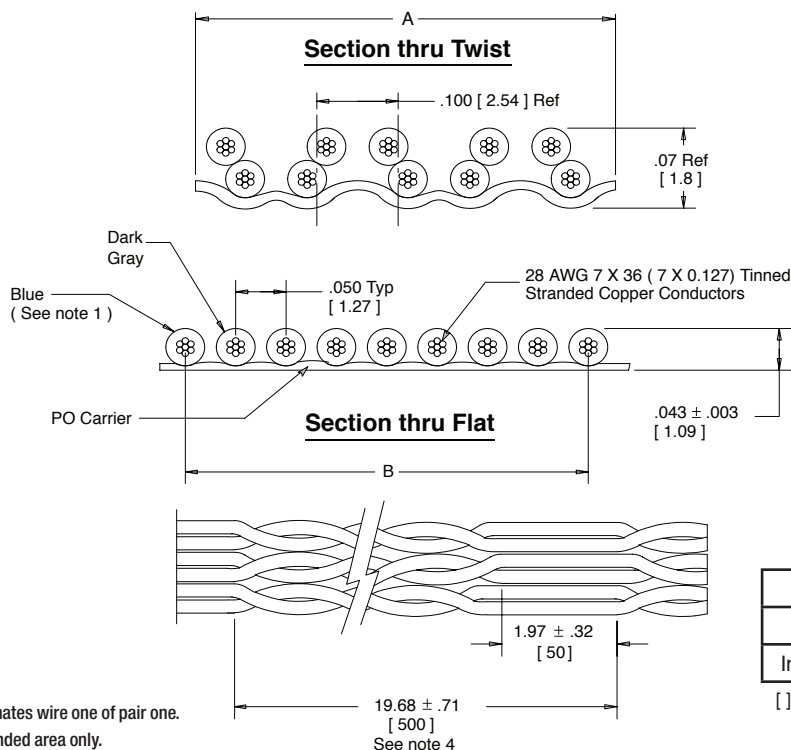 A
Section thru Twist
.100 [ 2.54 ] Ref
.07 Ref
[ 1.8 ]
Dark
Gray
Blue
( See note 1 )
.050 Typ
[ 1.27 ]
28 AWG 7 X 36 ( 7 X 0.127) Tinned
Stranded Copper Conductors
PO Carrier
Section thru Flat
.043 ± .003
[ 1.09 ]
B
1.97 ± .32
[ 50 ]
19.68 ± .71
[ 500 ]
See note 4
wire one of pair one.
area only.
[ ]